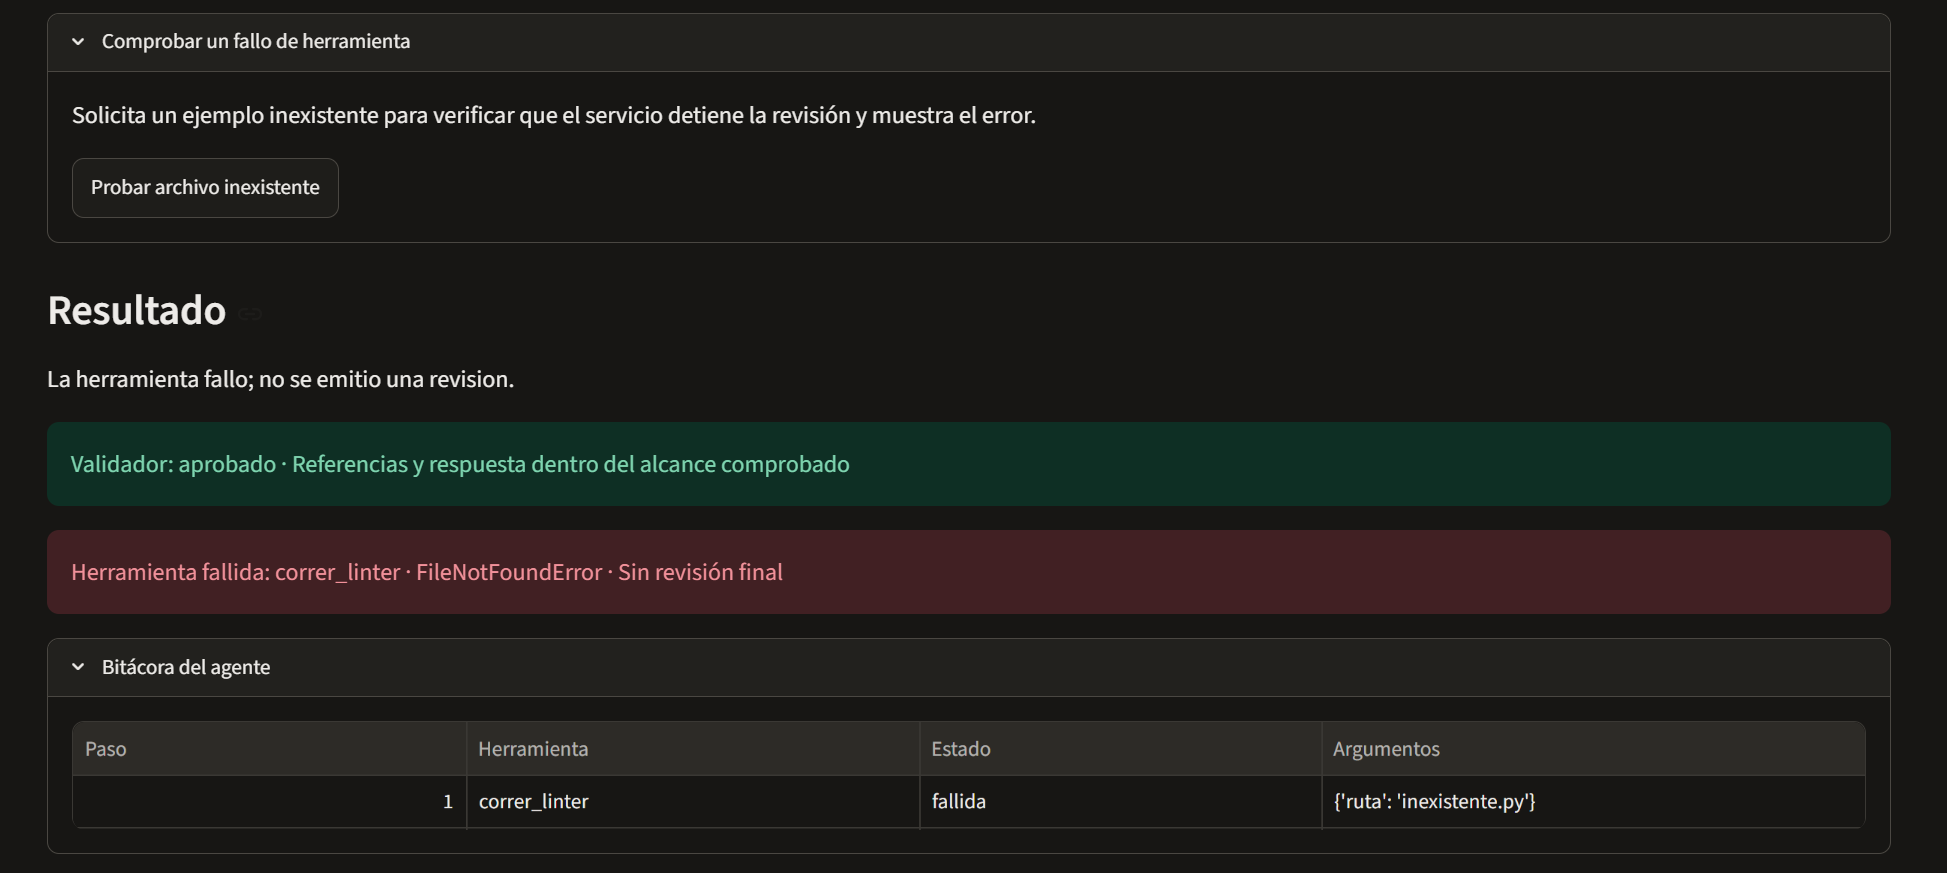 Comprobar un fallo de herramienta
Solicita un ejemplo inexistente para verificar que el servicio detiene la revisión y muestra el error.
Probar archivo inexistente
Resultado
La herramienta fallo; no se emitio una revision.
Validador: aprobado · Referencias y respuesta dentro del alcance comprobado
Herramienta fallida: correr_linter · FileNotFoundError · Sin revisión final
Bitácora del agente
Paso Herramienta Estado Argumentos
1 correr_linter fallida {'ruta': 'inexistente.py'}